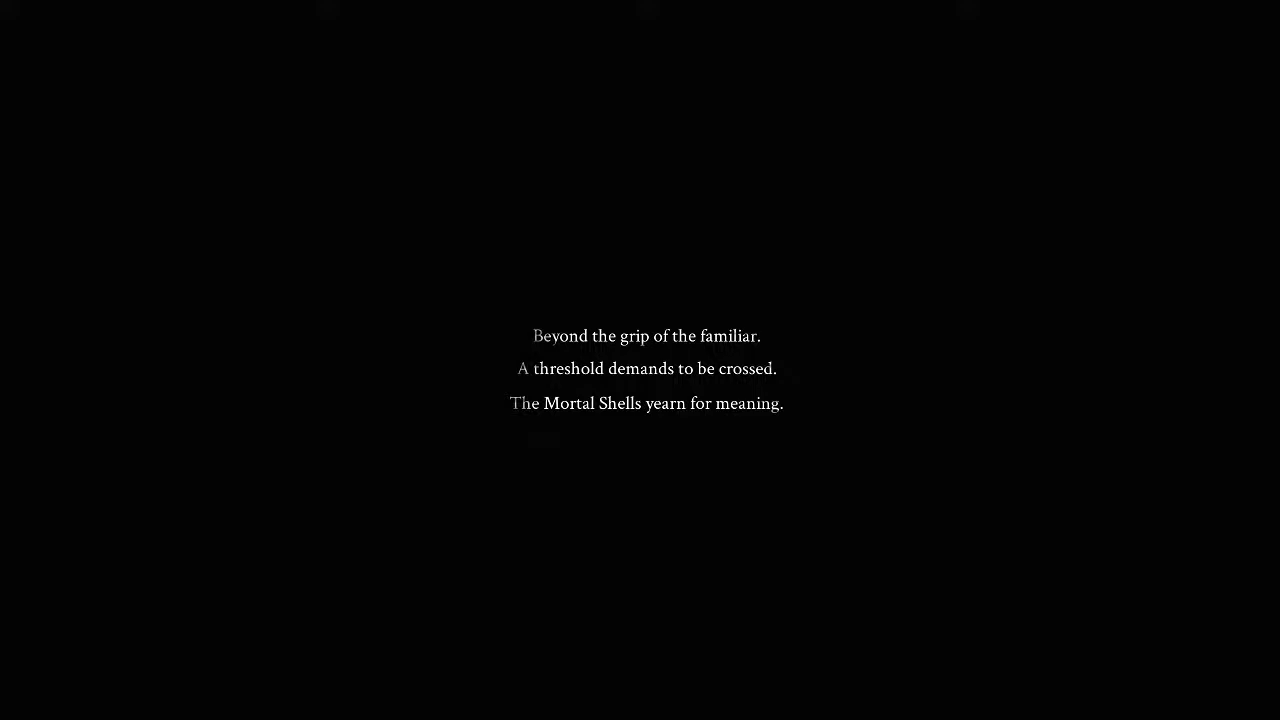 Beyond the grip of the familiar.
A threshold demands to be crossed.
The Mortal Shells yearn for meaning.